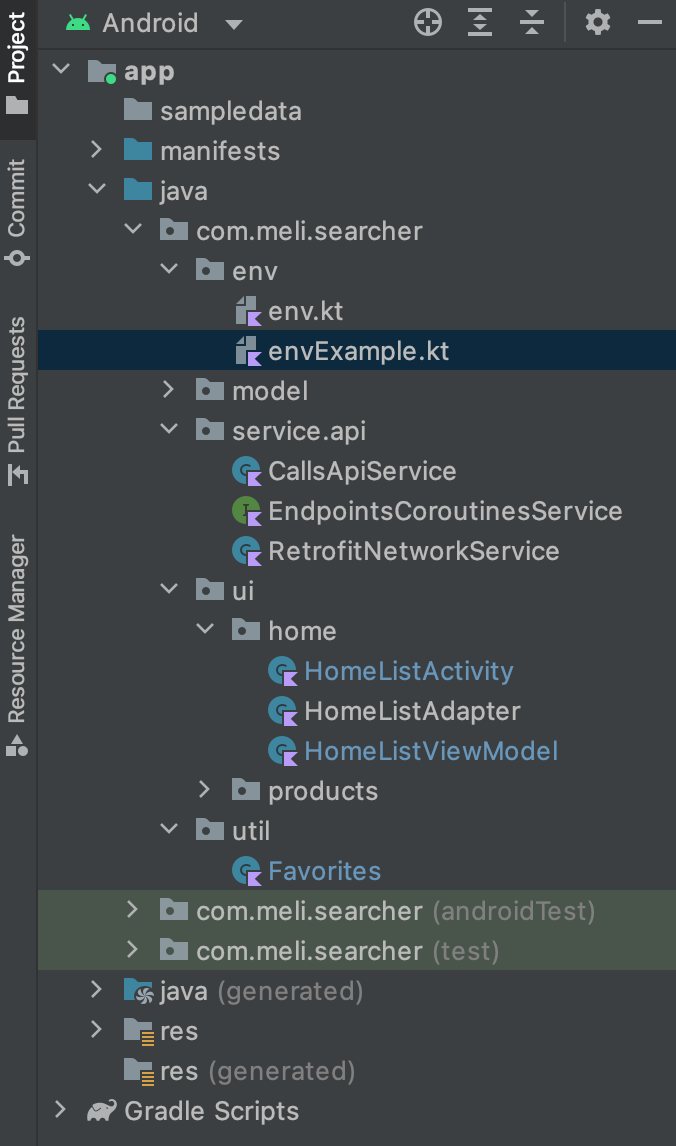 Android
app
sampledata
manifests
java
com.meli.searcher
env
env.kt
envExample.kt
model
service.api
CallsApiService
EndpointsCoroutinesService
RetrofitNetworkService
ui
home
HomeListActivity
HomeListAdapter
HomeListViewModel
products
util
Favorites
com.meli.searcher (androidTest)
com.meli.searcher (test)
java (generated)
res
res (generated)
Gradle Scripts
Project
Commit
Pull Requests
Resource Manager